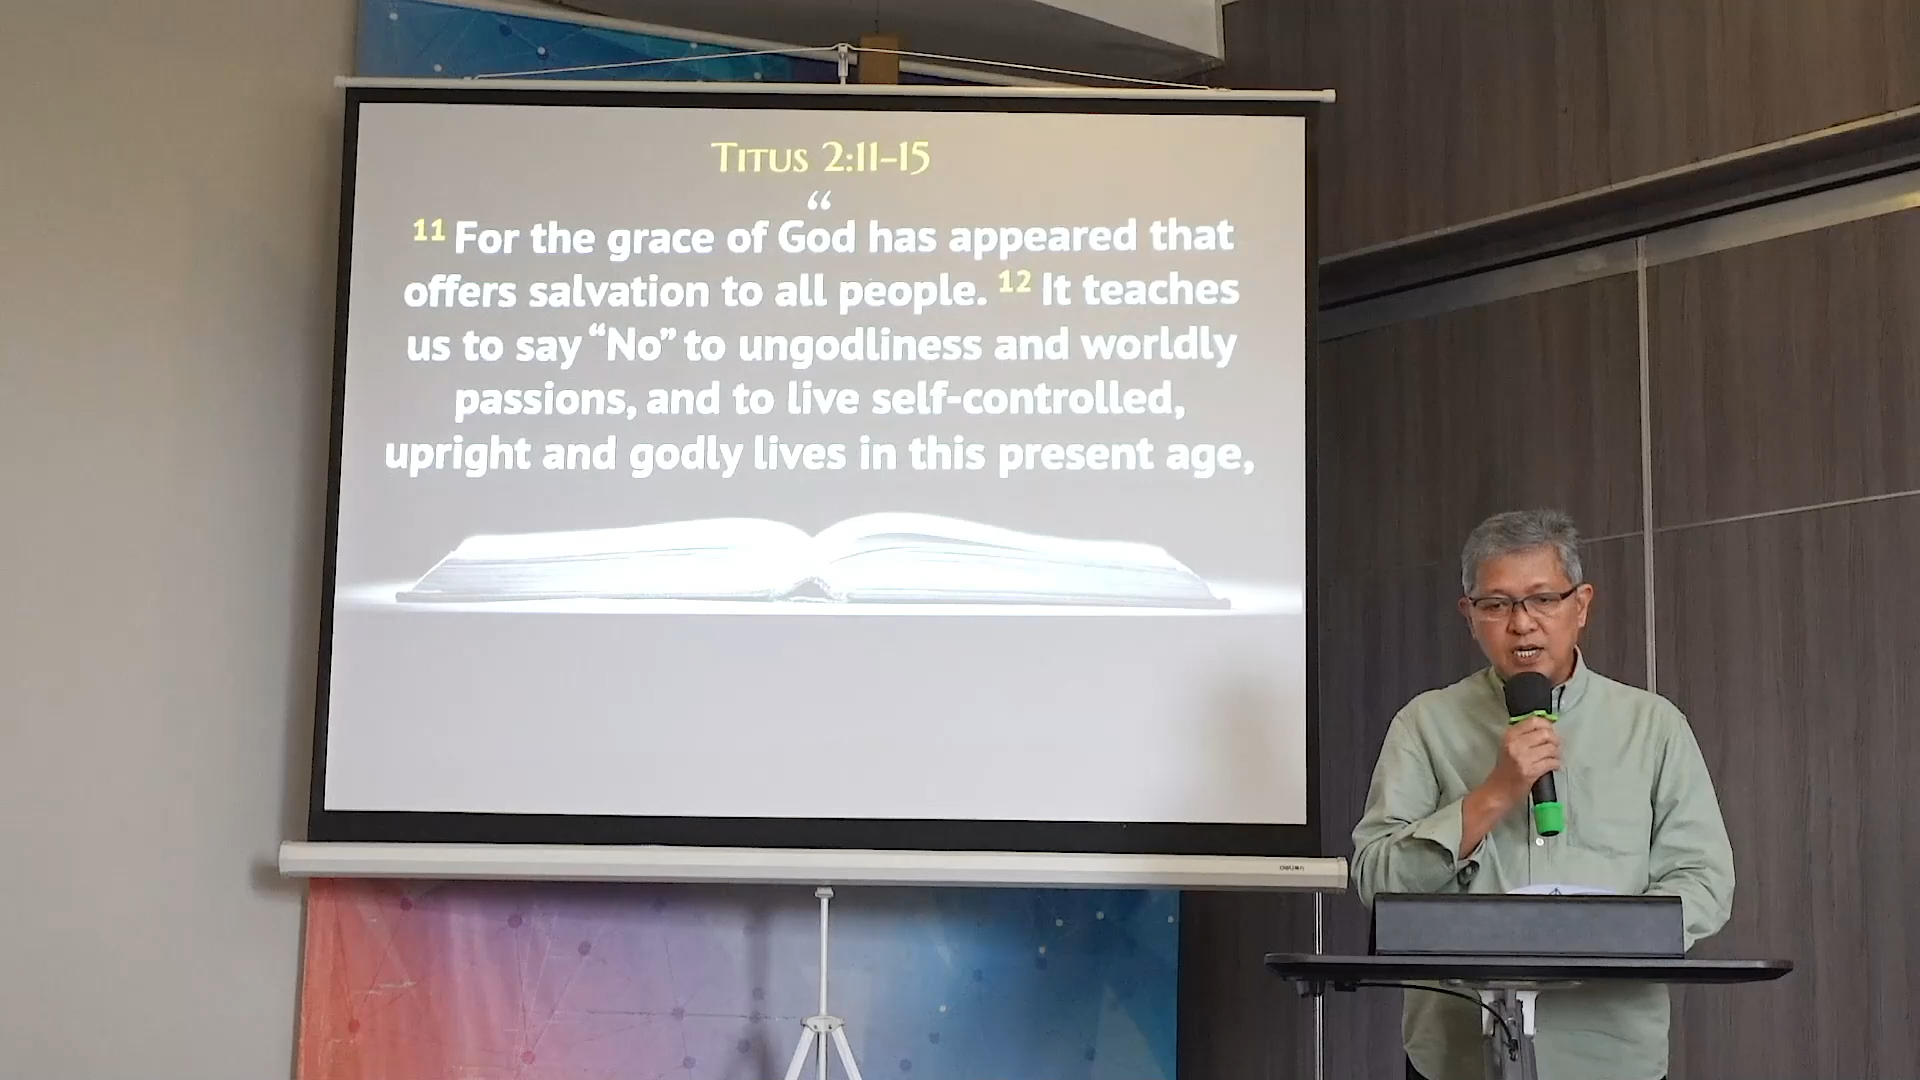 Titus 2:11-15
“
11 For the grace of God has appeared that
offers salvation to all people. 12 It teaches
us to say “No” to ungodliness and worldly
passions, and to live self-controlled,
upright and godly lives in this present age,